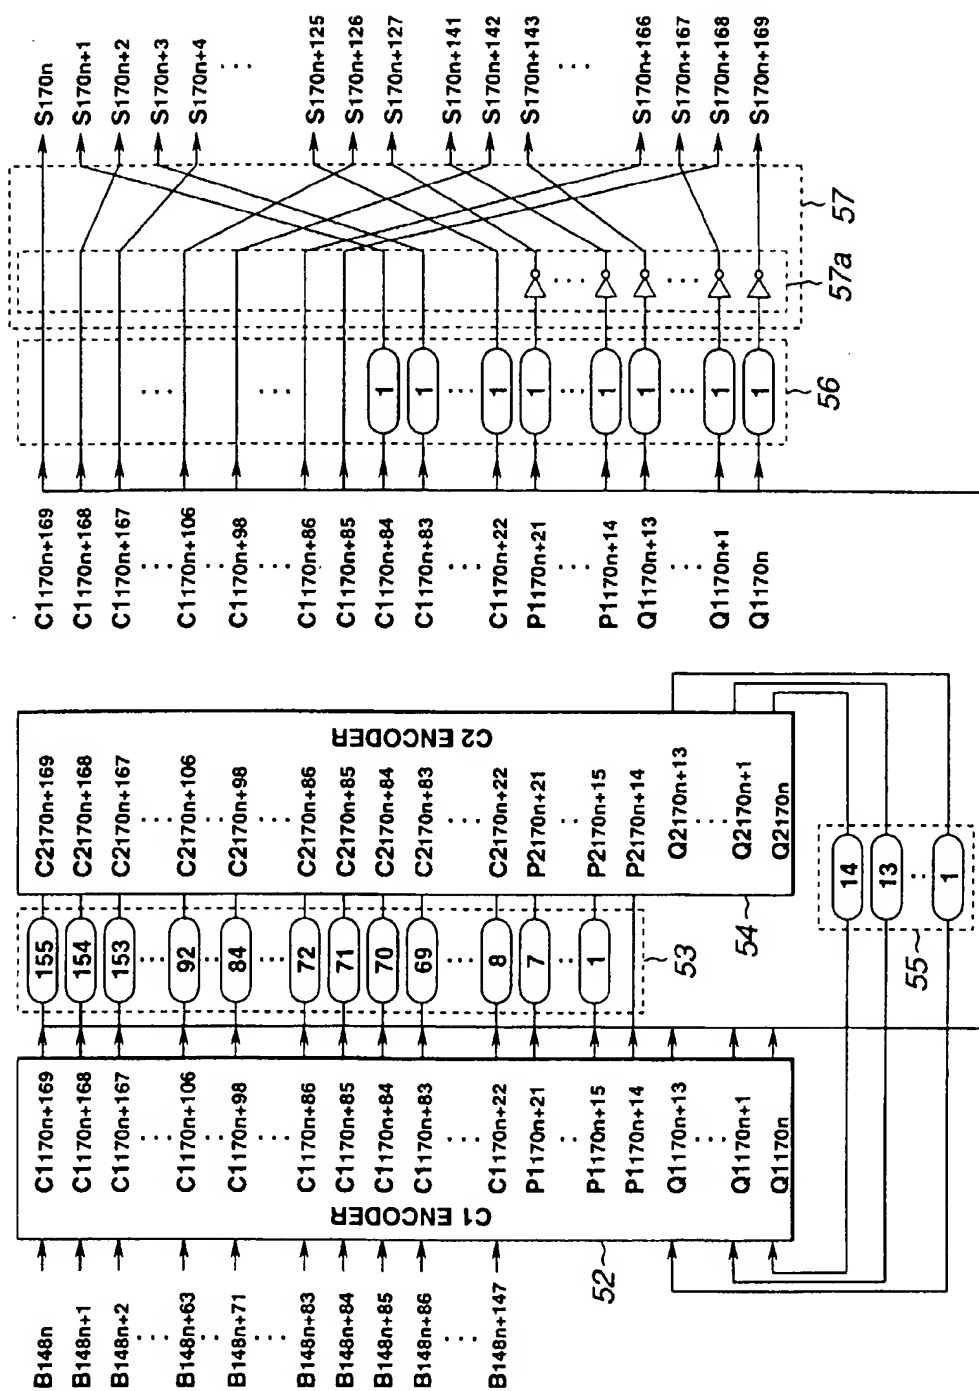 B148n
B148n+1
B148n+2
B148n+63
B148n+71
B148n+83
B148n+84
B148n+85
B148n+86
B148n+147
C1 ENCODER
C1170n+169
C1170n+168
C1170n+167
C1170n+106
C1170n+98
C1170n+86
C1170n+85
C1170n+84
C1170n+83
C1170n+22
P1170n+21
P1170n+15
P1170n+14
Q1170n+13
Q1170n+1
Q1170n
52
155
154
153
92
84
72
71
70
69
8
7
1
53
C2170n+169
C2170n+168
C2170n+167
C2170n+106
C2170n+98
C2170n+86
C2170n+85
C2170n+84
C2170n+83
C2170n+22
P2170n+21
P2170n+15
P2170n+14
Q2170n+13
Q2170n+1
Q2170n
C2 ENCODER
54
14
13
1
55
C1170n+169
C1170n+168
C1170n+167
C1170n+106
C1170n+98
C1170n+86
C1170n+85
C1170n+84
C1170n+83
C1170n+22
P1170n+21
P1170n+14
Q1170n+13
Q1170n+1
Q1170n
1
1
1
1
1
1
1
1
56
57a
57
S170n
S170n+1
S170n+2
S170n+3
S170n+4
S170n+125
S170n+126
S170n+127
S170n+141
S170n+142
S170n+143
S170n+166
S170n+167
S170n+168
S170n+169